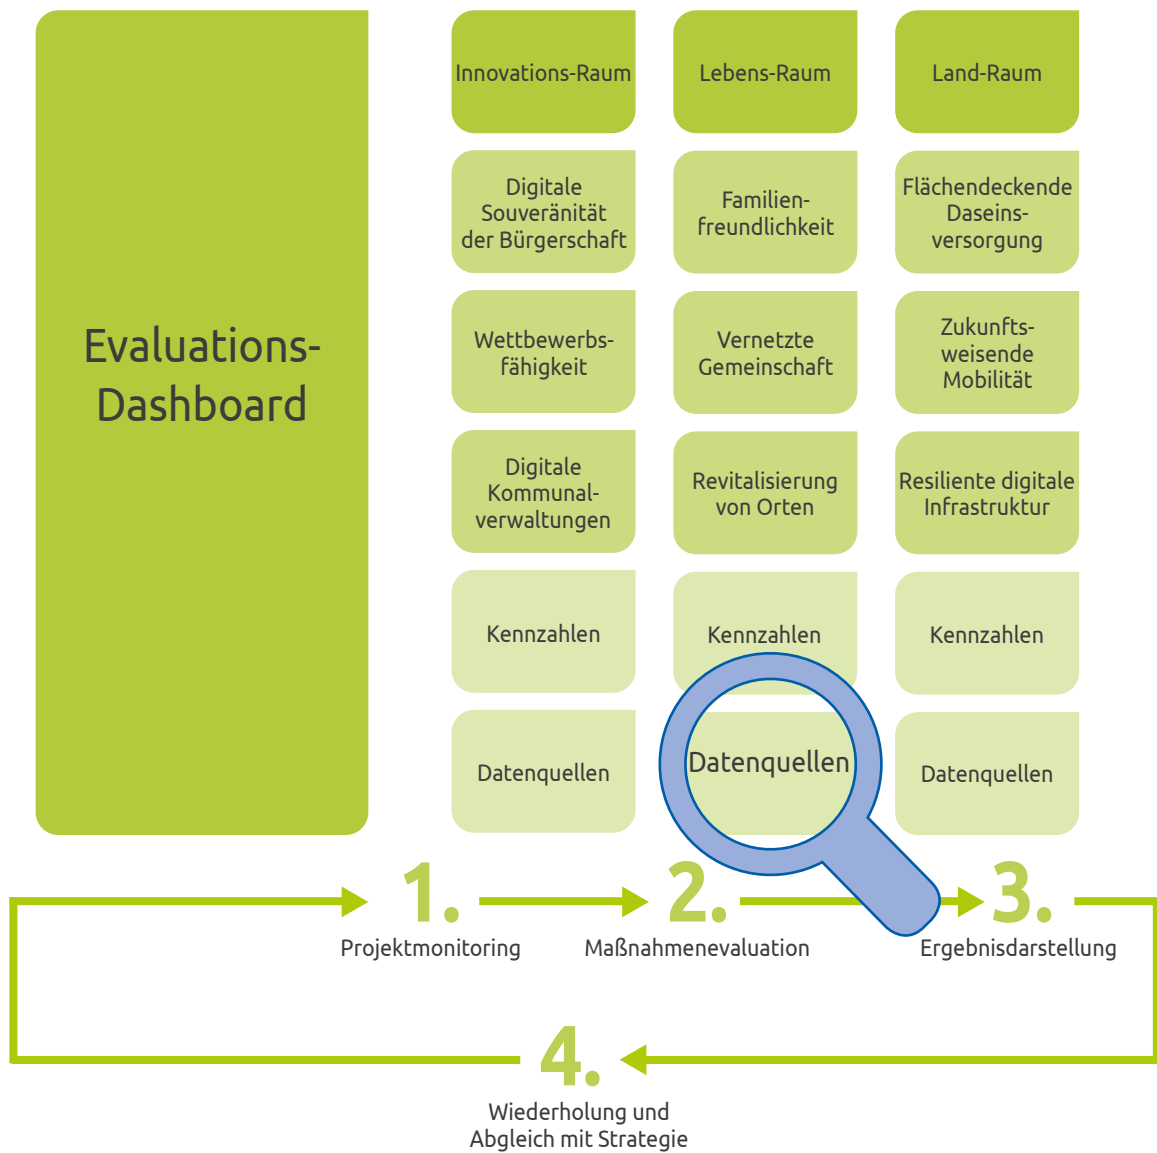 Evaluations-
Dashboard
Innovations-Raum
Digitale
Souveränität
der Bürgerschaft
Wettbewerbs-
fähigkeit
Digitale
Kommunal-
verwaltungen
Kennzahlen
Datenquellen
Lebens-Raum
Familien-
freundlichkeit
Vernetzte
Gemeinschaft
Revitalisierung
von Orten
Kennzahlen
Datenquellen
Land-Raum
Flächendeckende
Daseins-
versorgung
Zukunfts-
weisende
Mobilität
Resiliente digitale
Infrastruktur
Kennzahlen
Datenquellen
1.
Projektmonitoring
2.
Maßnahmenevaluation
3.
Ergebnisdarstellung
4.
Wiederholung und
Abgleich mit Strategie